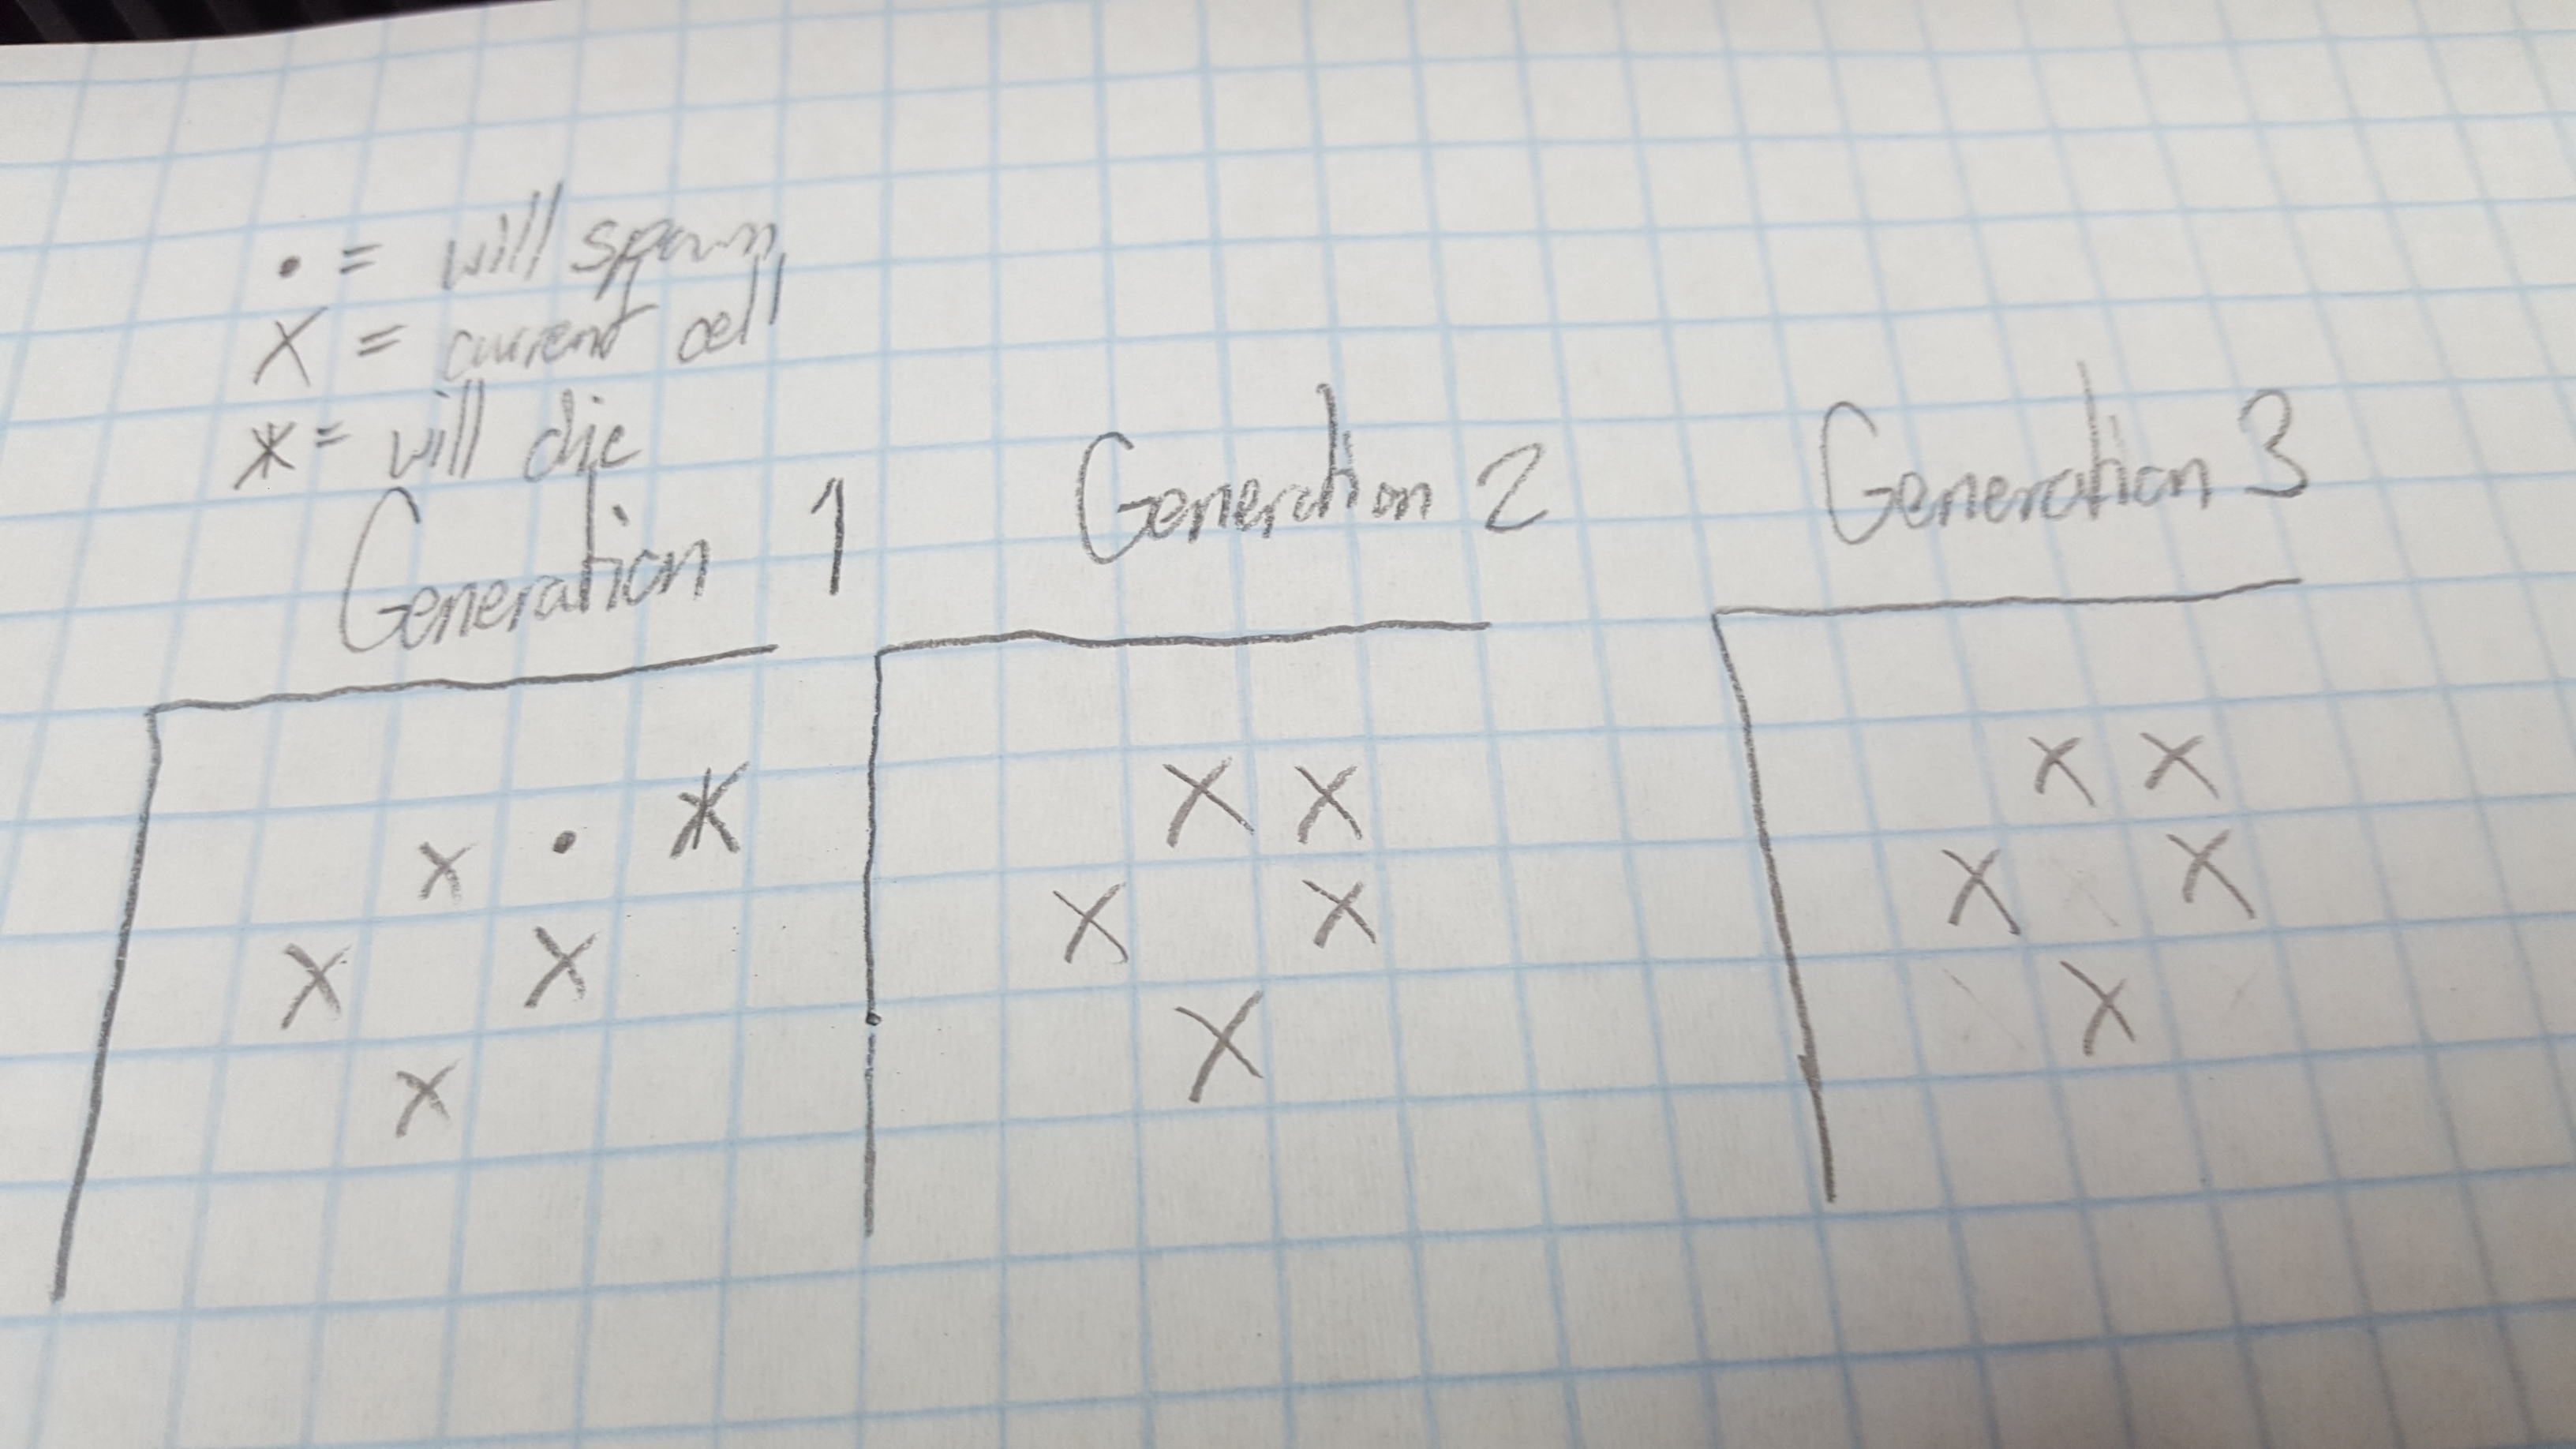 • = will spawn
X = current cell
* = will die
Generation 1
Generation 2
Generation 3
X • *
X X
X
X X
X X
X
X X
X X
X